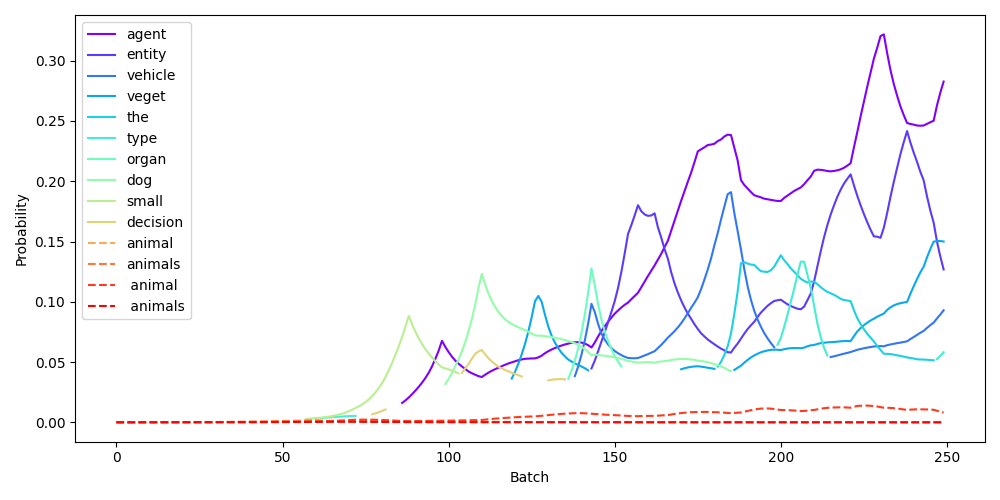 agent
entity
vehicle
veget
the
type
organ
dog
small
decision
animal
animals
animal
animals
0.30
0.25
0.20
0.15
0.10
0.05
0.00
Probability
0
50
100
150
200
250
Batch